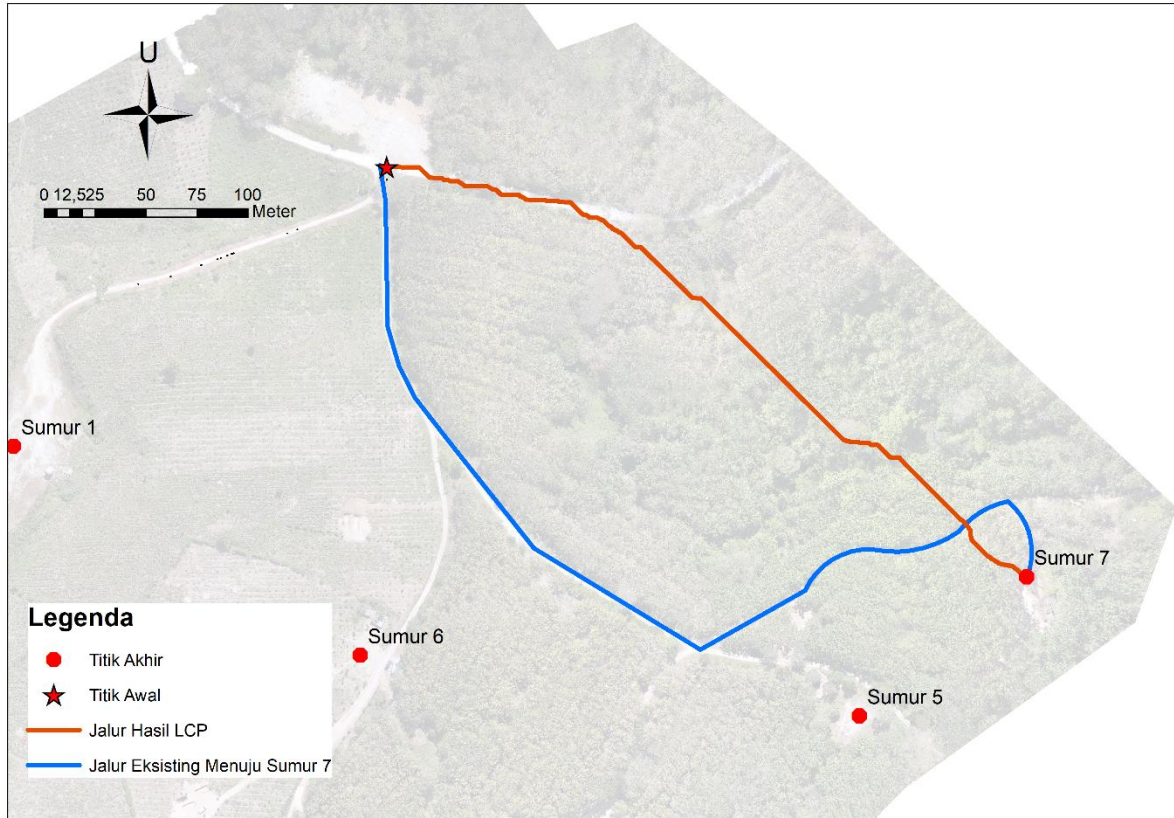 U
0 12,525 50 75 100
Meter
Sumur 1
Sumur 7
Sumur 6
Sumur 5
Legenda
Titik Akhir
Titik Awal
Jalur Hasil LCP
Jalur Eksisting Menuju Sumur 7